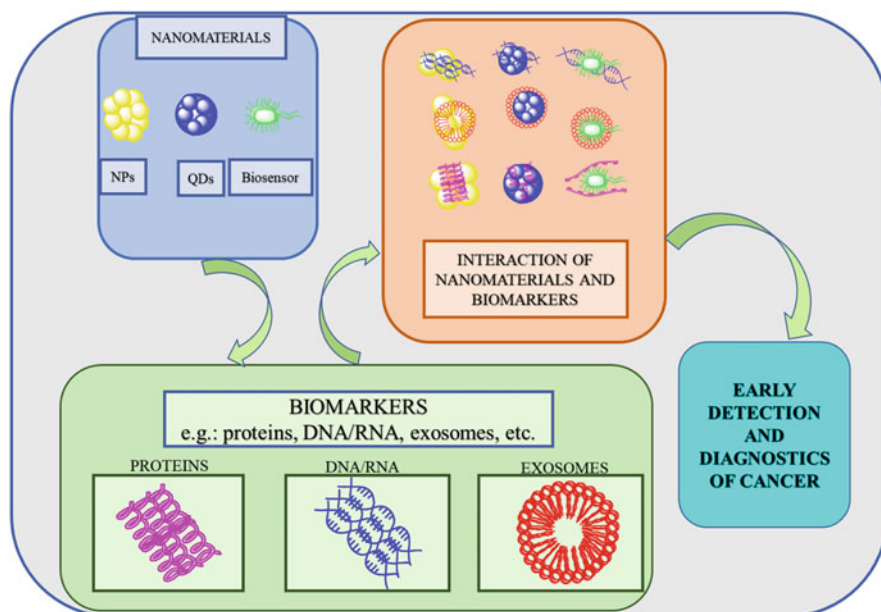 NANOMATERIALS
NPs
QDs
Biosensor
INTERACTION OF
NANOMATERIALS AND
BIOMARKERS
BIOMARKERS
e.g.: proteins, DNA/RNA, exosomes, etc.
PROTEINS
DNA/RNA
EXOSOMES
EARLY
DETECTION
AND
DIAGNOSTICS
OF CANCER